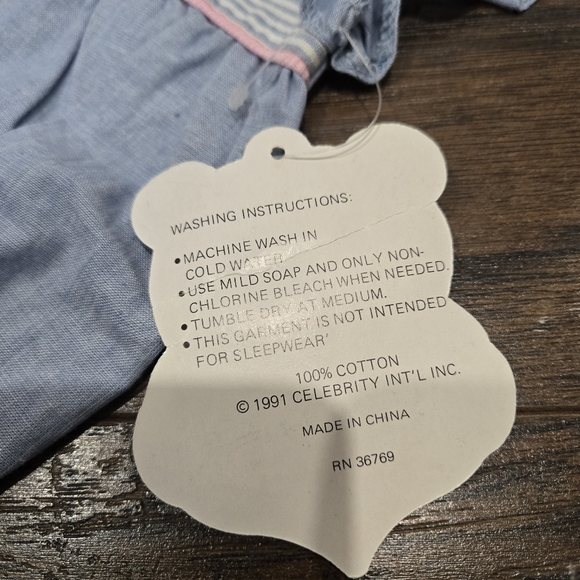 WASHING INSTRUCTIONS:
• MACHINE WASH IN
COLD WATER
• USE MILD SOAP AND ONLY NON-
CHLORINE BLEACH WHEN NEEDED.
• TUMBLE DRY AT MEDIUM.
• THIS GARMENT IS NOT INTENDED
FOR SLEEPWEAR'
100% COTTON
© 1991 CELEBRITY INT'L INC.
MADE IN CHINA
RN 36769